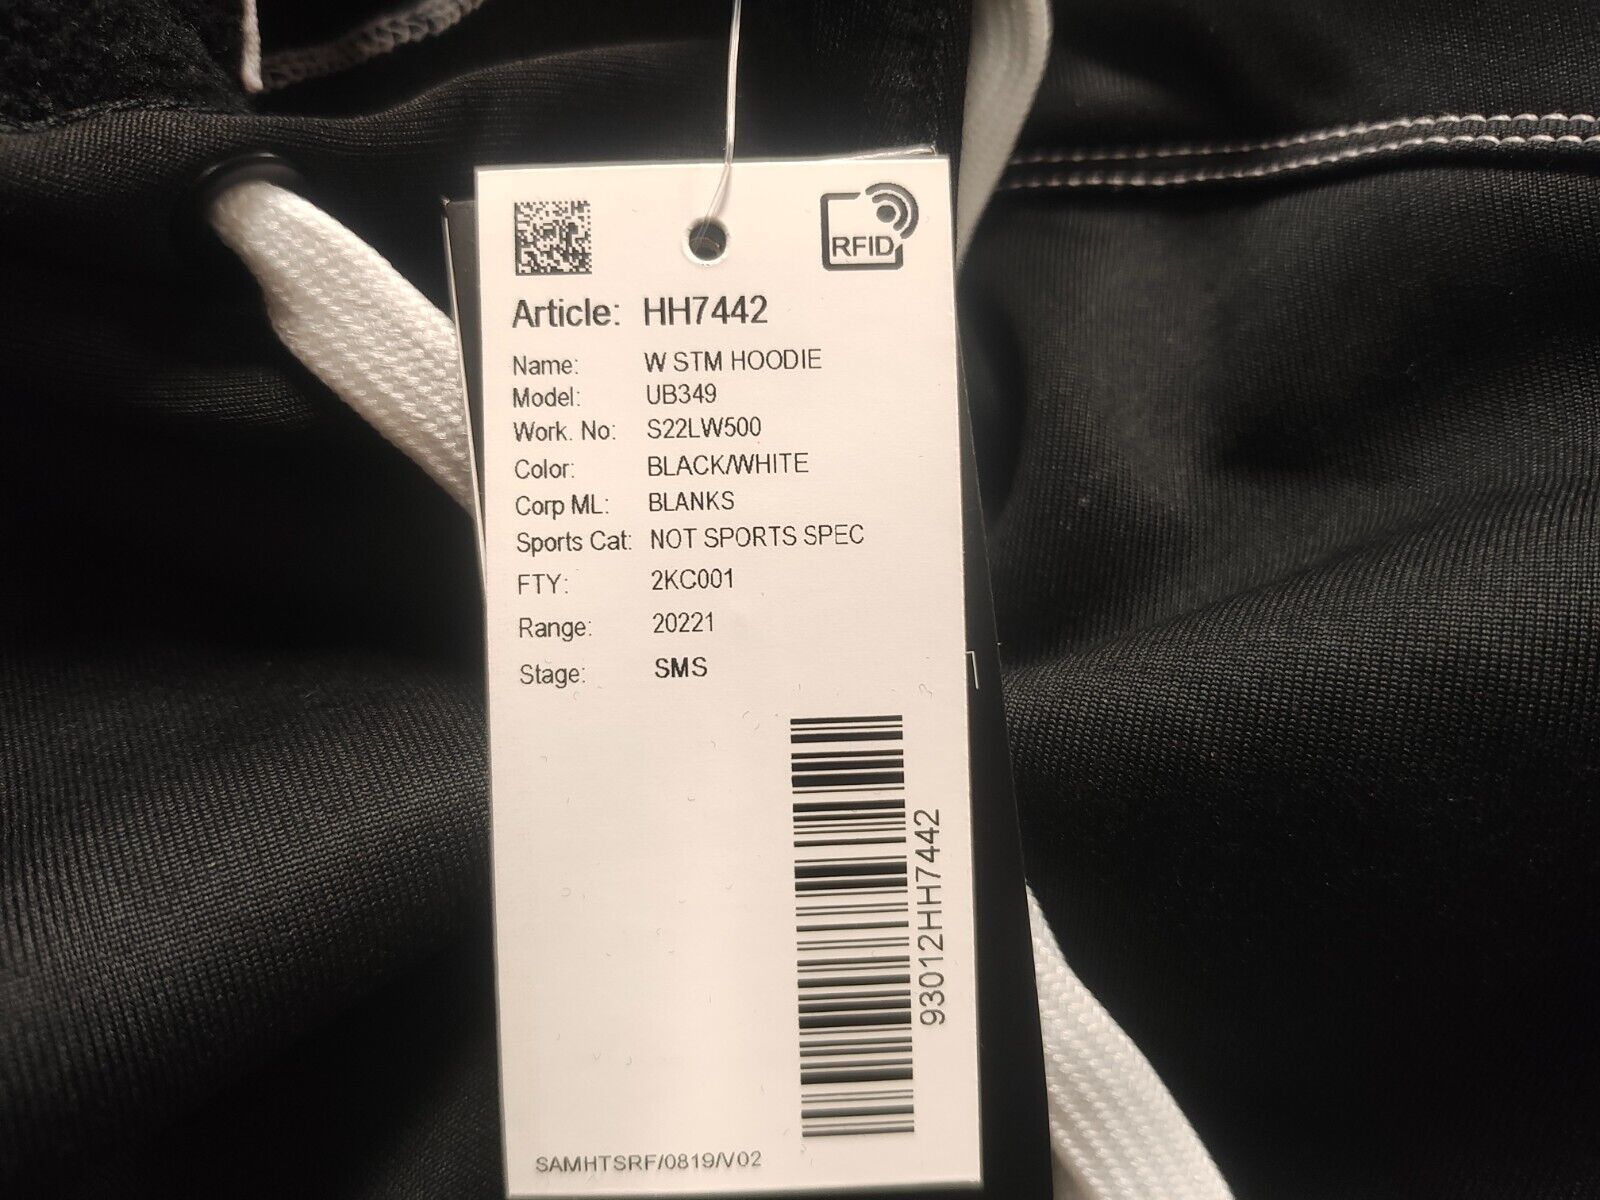 RFID
Article: HH7442
Name: W STM HOODIE
Model: UB349
Work. No: S22LW500
Color: BLACK/WHITE
Corp ML: BLANKS
Sports Cat: NOT SPORTS SPEC
FTY: 2KC001
Range: 20221
Stage: SMS
93012HH7442
SAMHTSRF/0819/V02